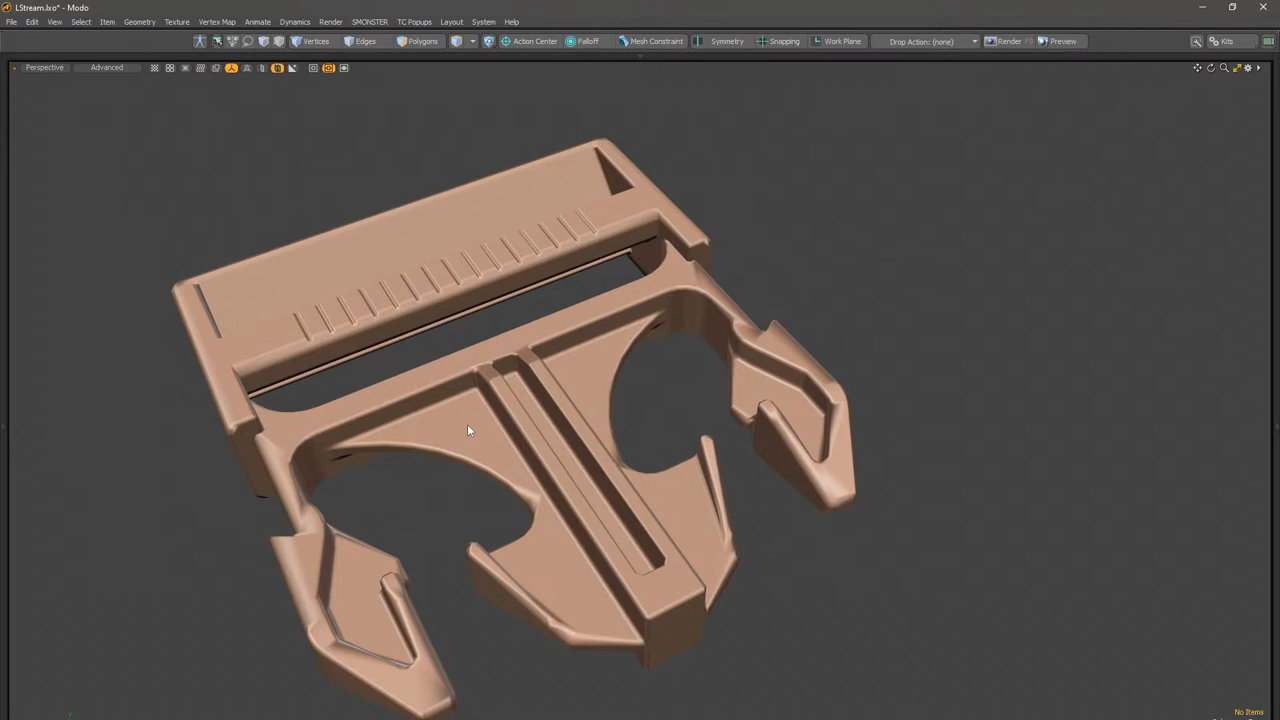 LStream.lxo* - Modo
File Edit View Select Item Geometry Texture Vertex Map Animate Dynamics Render SMONSTER TC Popups Layout System Help
Vertices Edges Polygons Action Center Falloff Mesh Constraint Symmetry Snapping Work Plane Drop Action: (none) Render F9 Preview Kits
Perspective Advanced
No Items